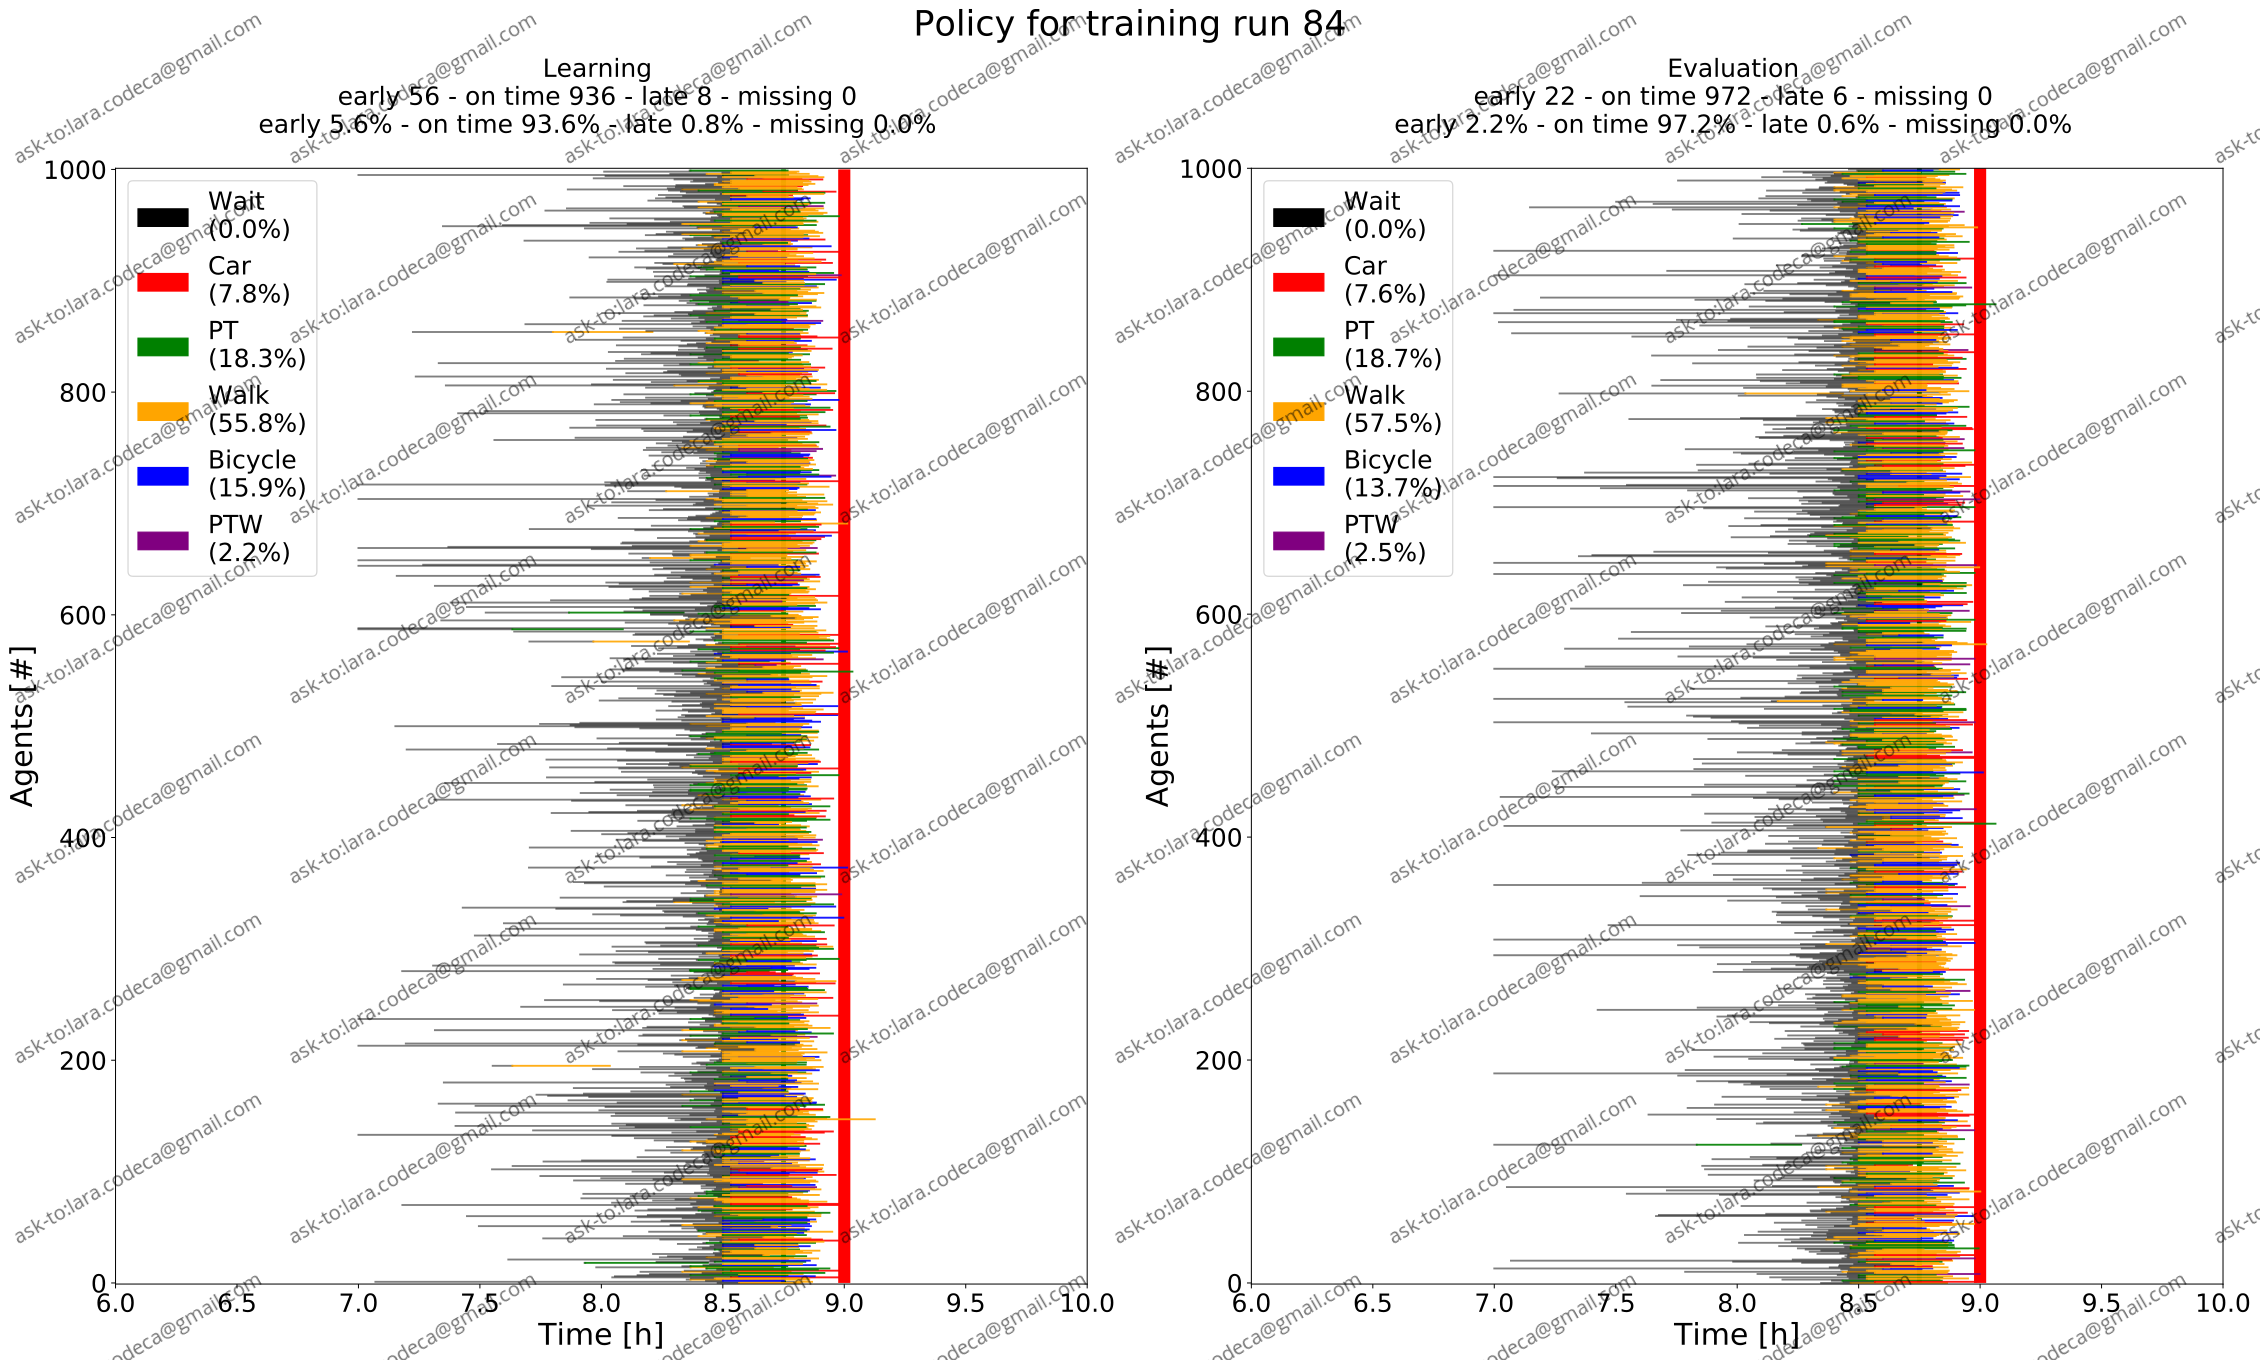 Policy for training run 84
Learning
early 56 - on time 936 - late 8 - missing 0
early 5.6% - on time 93.6% - late 0.8% - missing 0.0%
1000
800
600
400
200
0
Agents [#]
Wait
(0.0%)
Car
(7.8%)
PT
(18.3%)
Walk
(55.8%)
Bicycle
(15.9%)
PTW
(2.2%)
6.0 6.5 7.0 7.5 8.0 8.5 9.0 9.5 10.0
Time [h]
Evaluation
early 22 - on time 972 - late 6 - missing 0
early 2.2% - on time 97.2% - late 0.6% - missing 0.0%
1000
800
600
400
200
0
Agents [#]
Wait
(0.0%)
Car
(7.6%)
PT
(18.7%)
Walk
(57.5%)
Bicycle
(13.7%)
PTW
(2.5%)
6.0 6.5 7.0 7.5 8.0 8.5 9.0 9.5 10.0
Time [h]
ask-to:lara.codeca@gmail.com